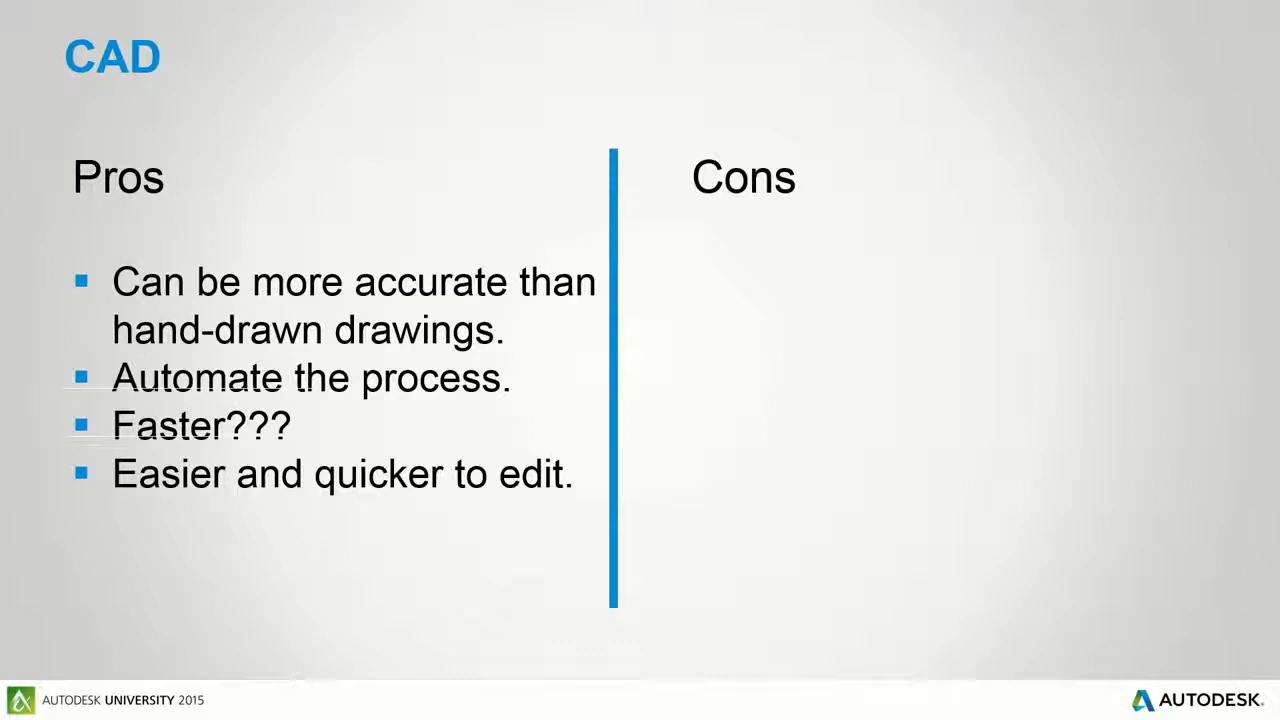 CAD
Pros
Cons
Can be more accurate than
hand-drawn drawings.
Automate the process.
Faster???
Easier and quicker to edit.
AUTODESK UNIVERSITY 2015
AUTODESK.